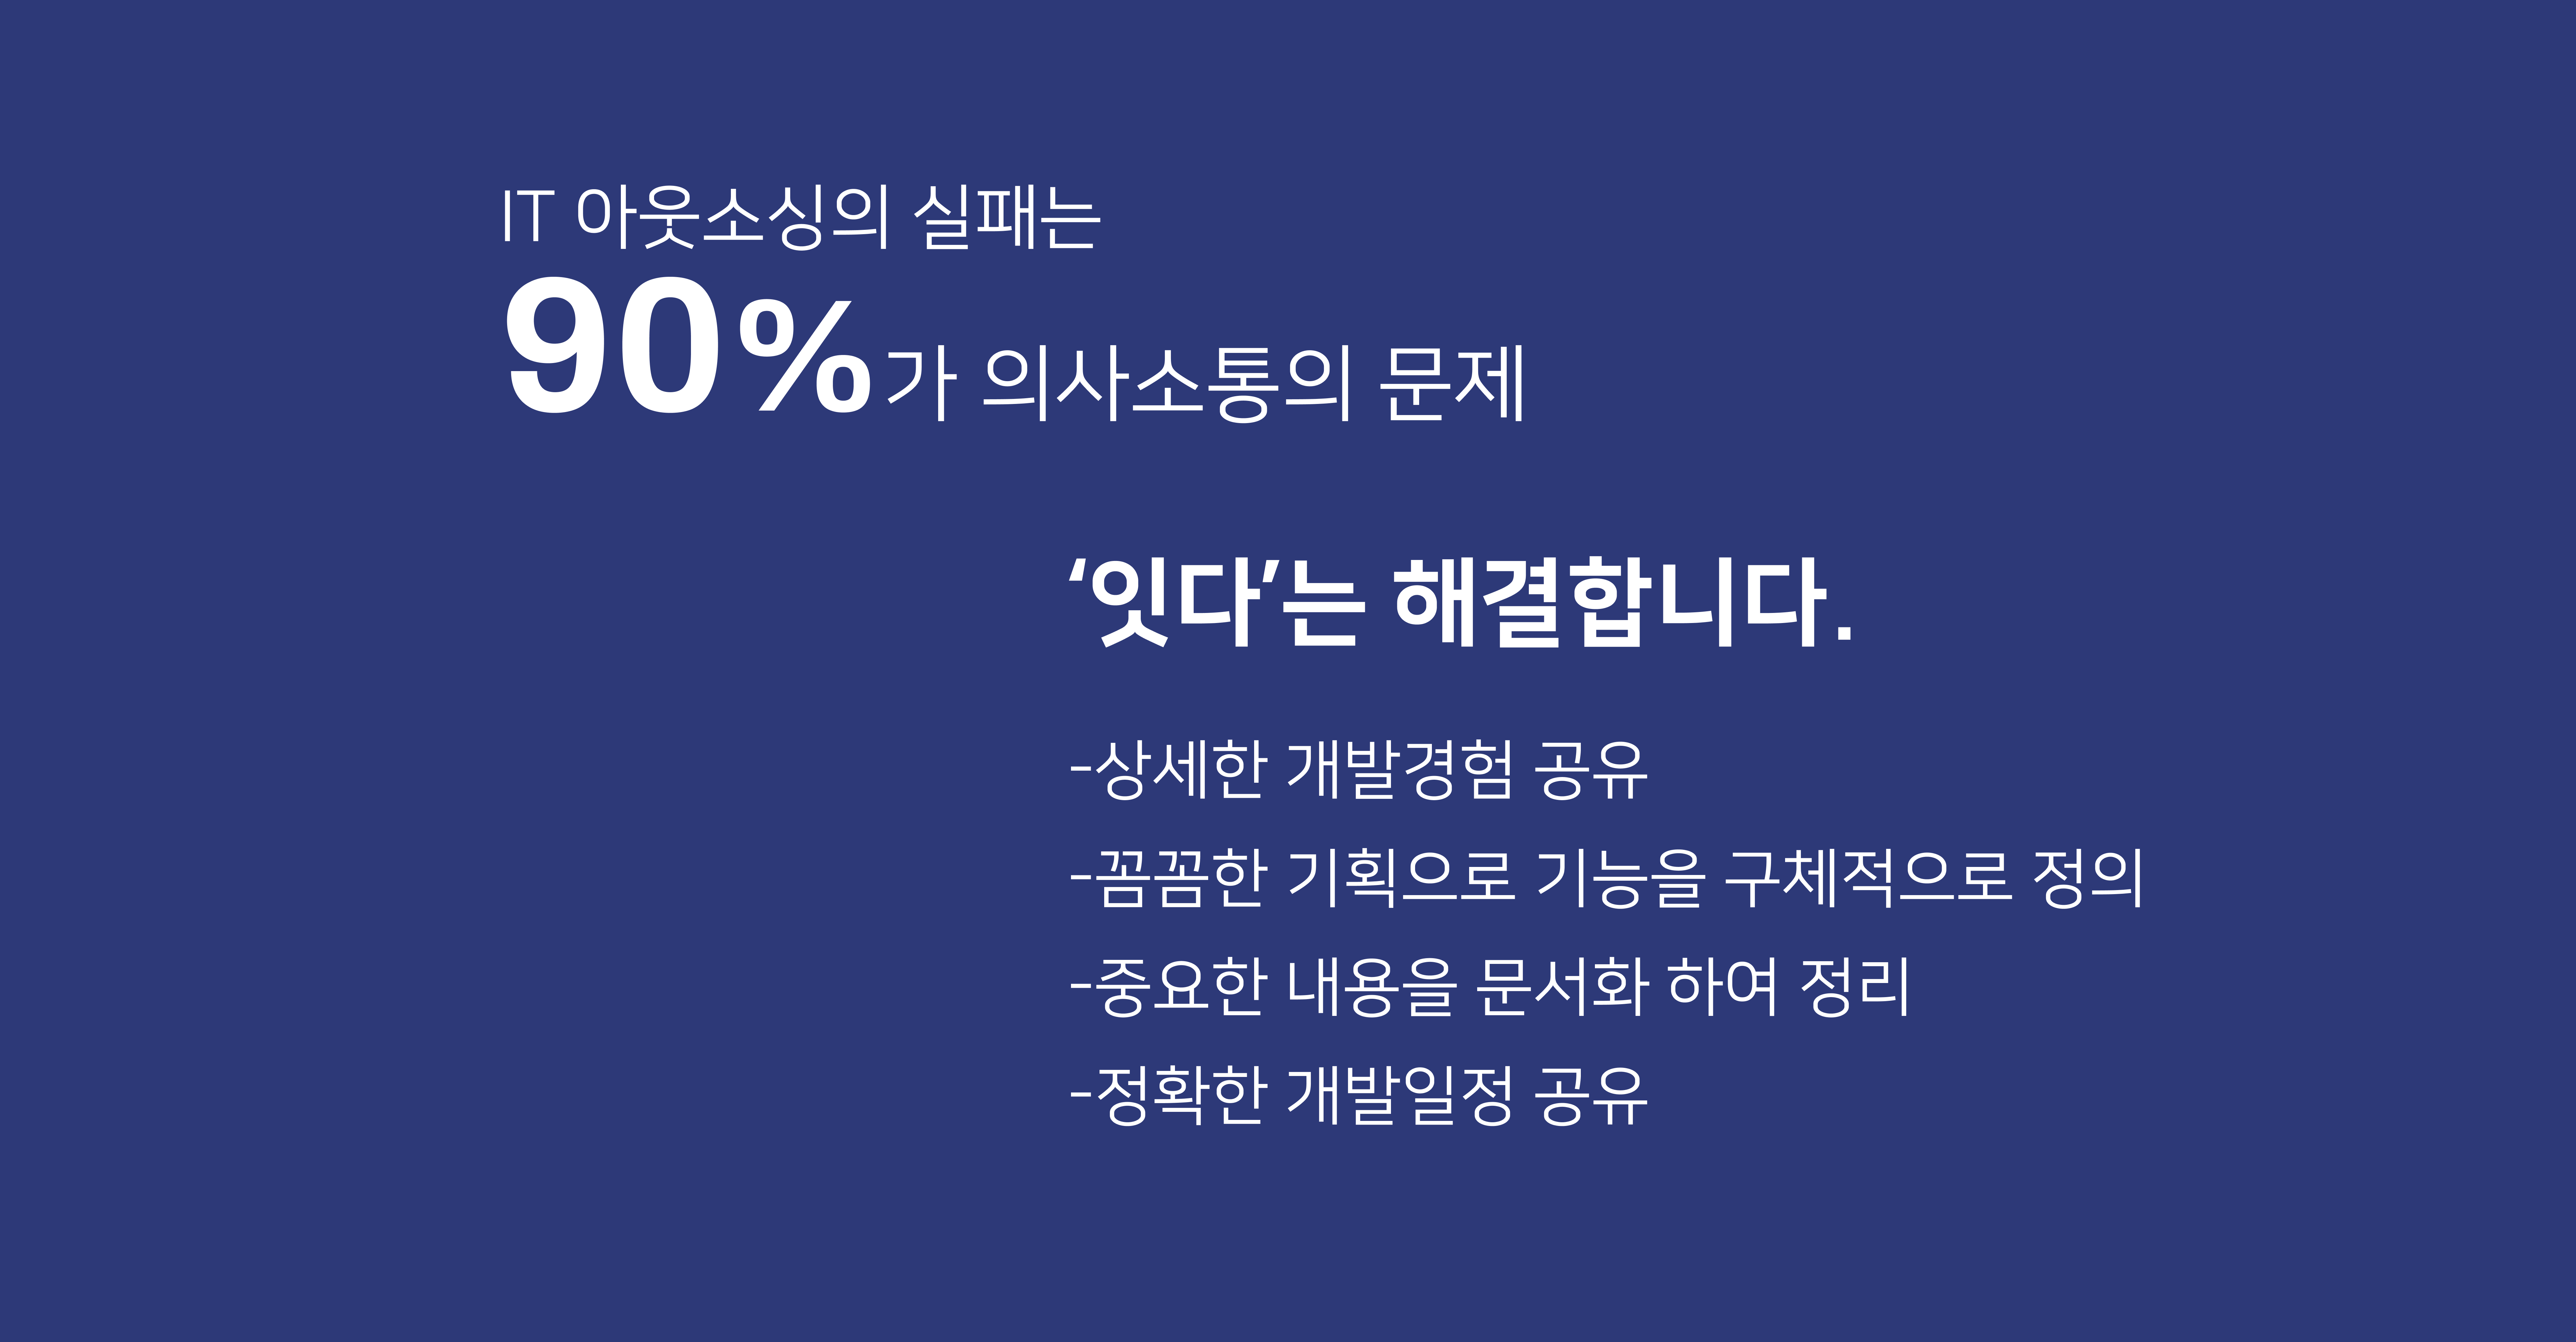 IT 아웃소싱의 실패는
90%가 의사소통의 문제
‘잇다’는 해결합니다.
-상세한 개발경험 공유
-꼼꼼한 기획으로 기능을 구체적으로 정의
-중요한 내용을 문서화 하여 정리
-정확한 개발일정 공유